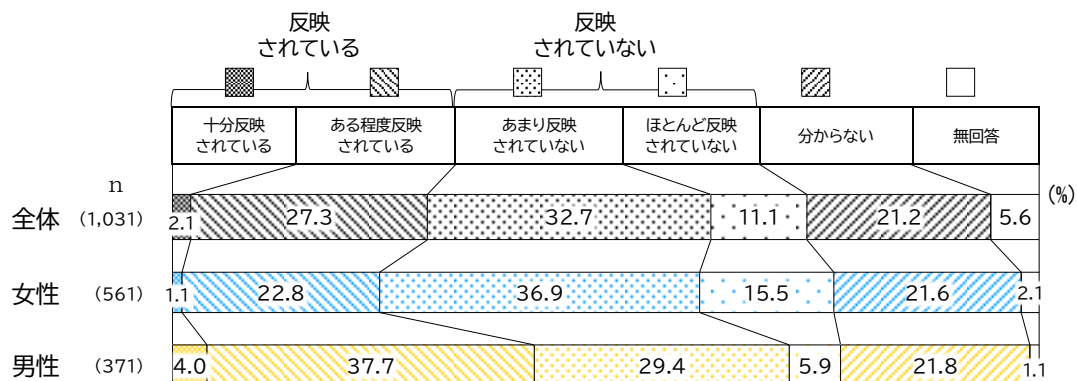 反映
されている
反映
されていない
十分反映
されている
ある程度反映
されている
あまり反映
されていない
ほとんど反映
されていない
分からない
無回答
n
(%)
全体 (1,031) 2.1 27.3 32.7 11.1 21.2 5.6
女性 (561) 1.1 22.8 36.9 15.5 21.6 2.1
男性 (371) 4.0 37.7 29.4 5.9 21.8 1.1